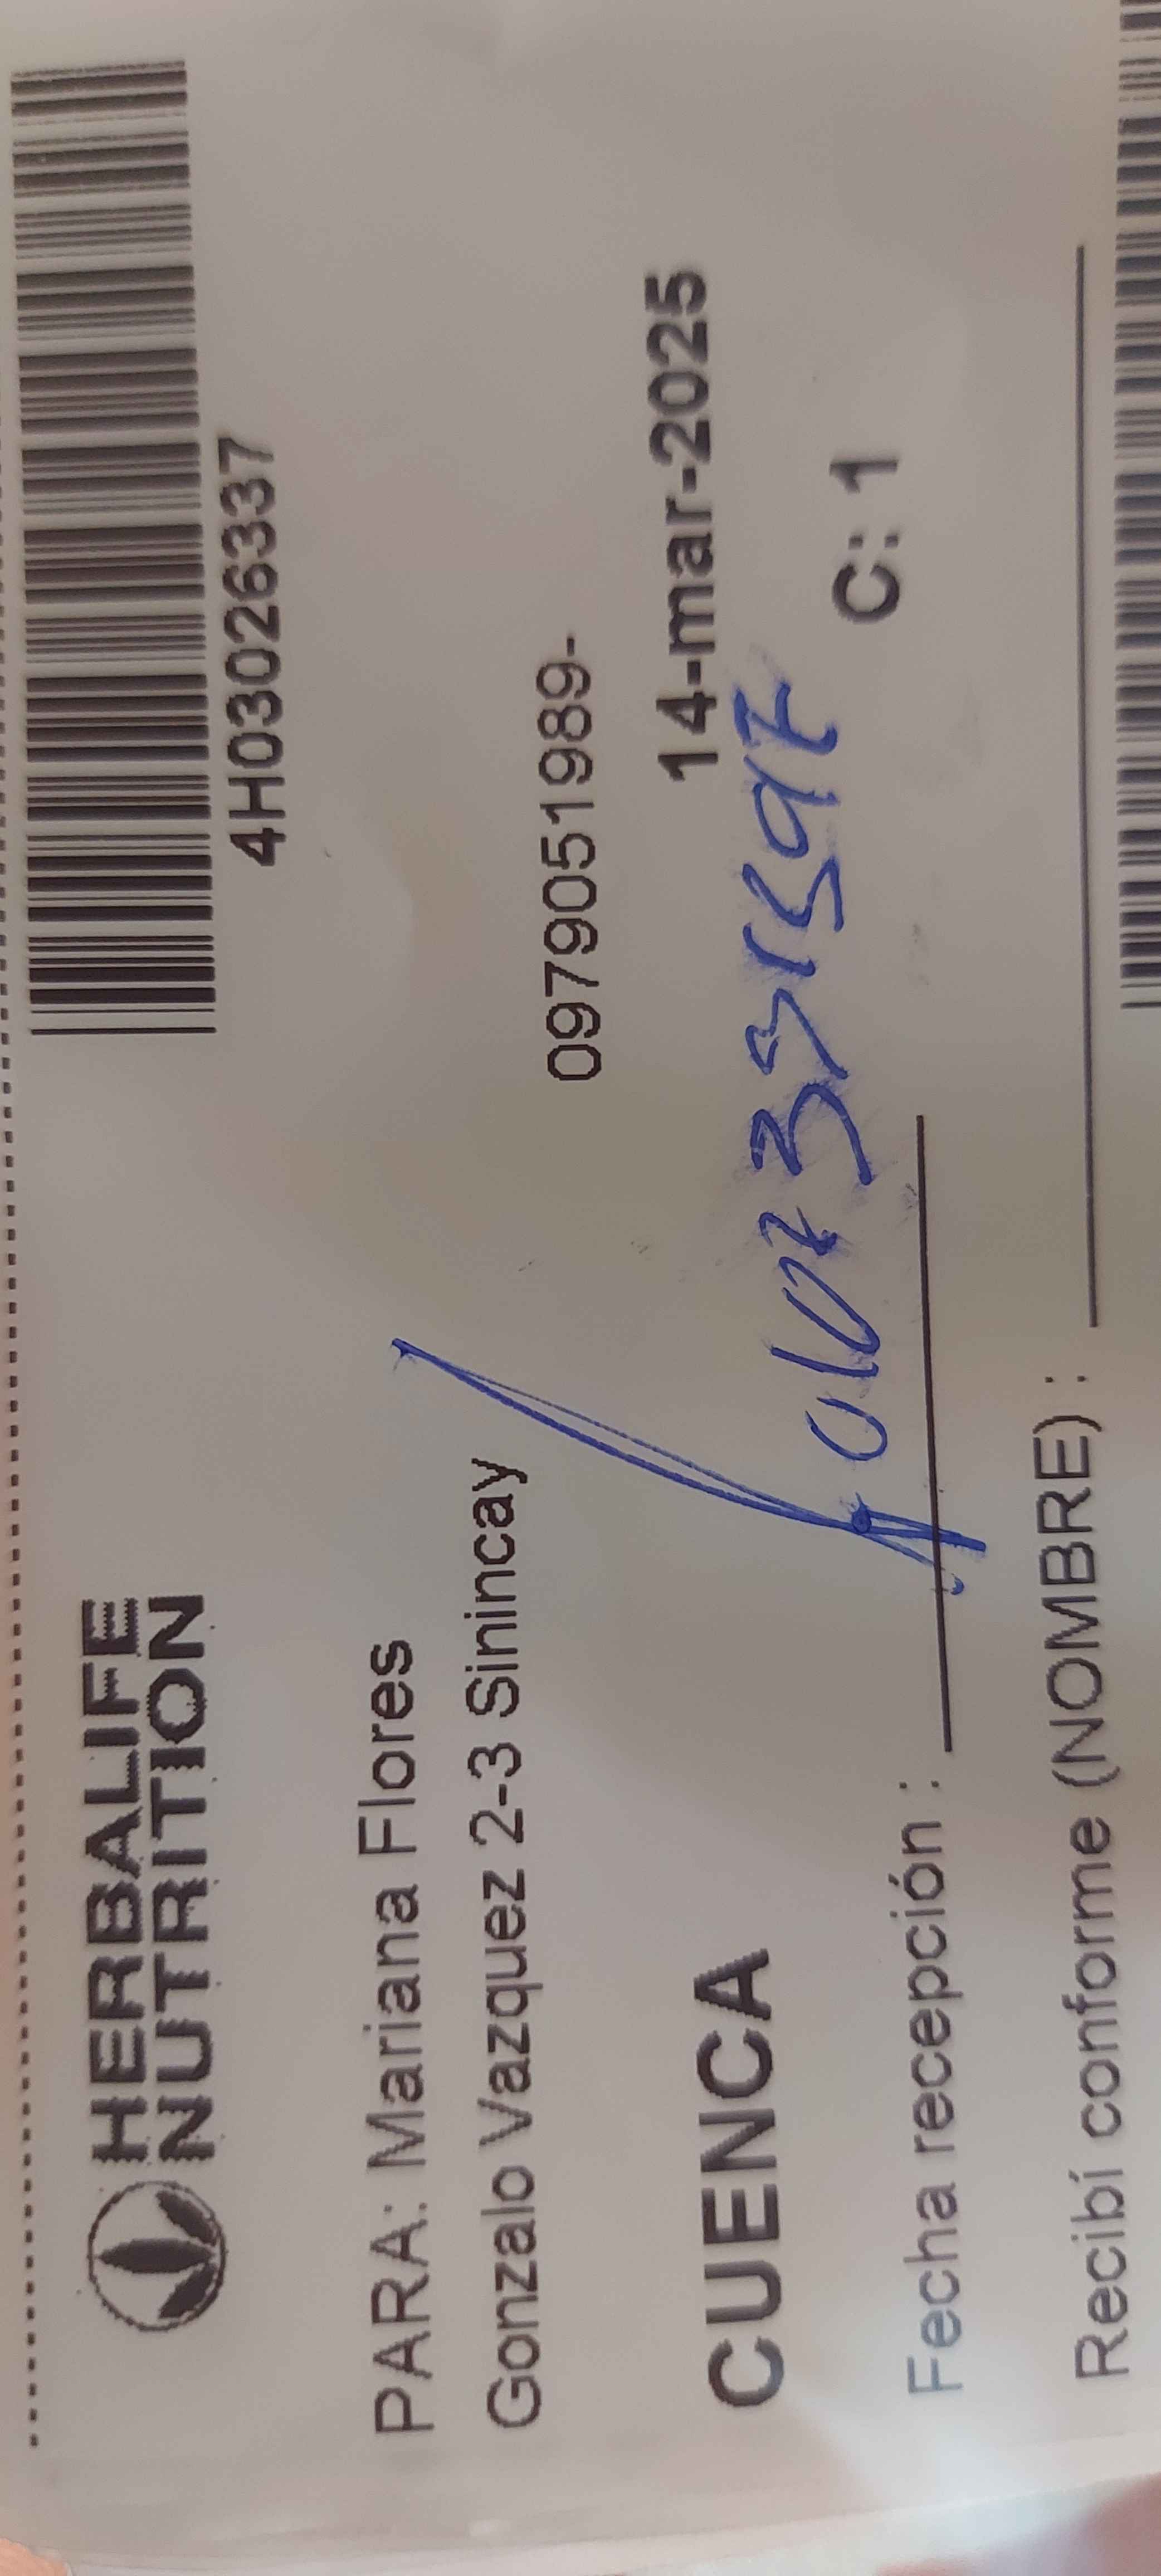 HERBALIFE
NUTRITION
4H03026337
PARA: Mariana Flores
Gonzalo Vazquez 2-3 Sinincay
0979051989-
CUENCA
14-mar-2025
C: 1
Fecha recepción :
Recibí conforme (NOMBRE) :